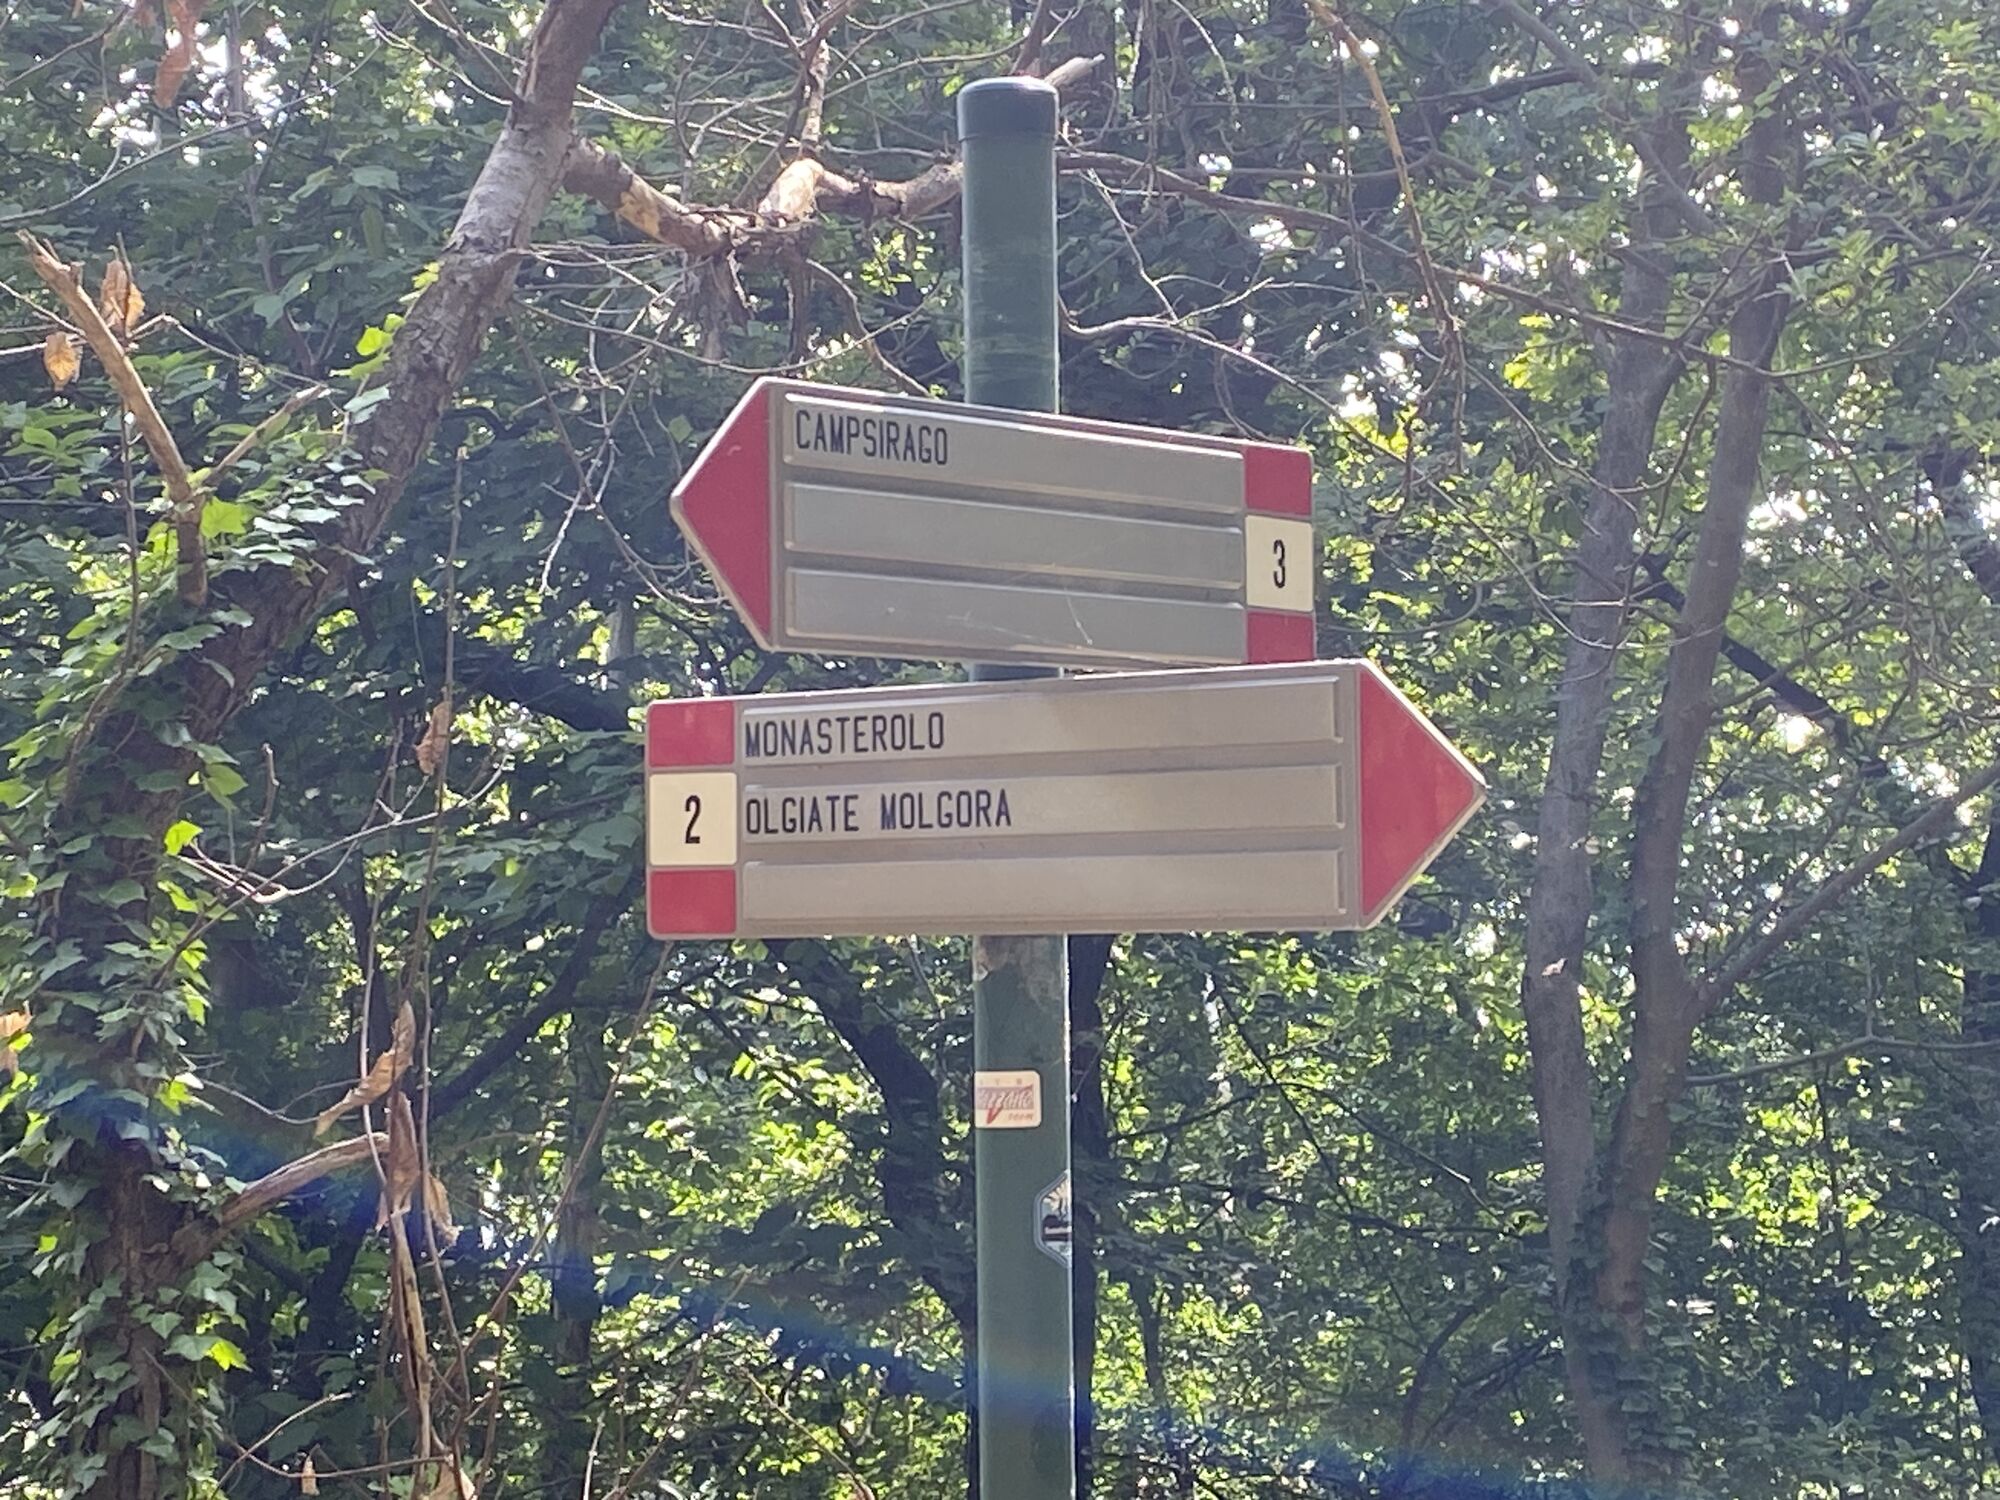 CAMPSIRAGO
3
MONASTEROLO
2
OLGIATE MOLGORA